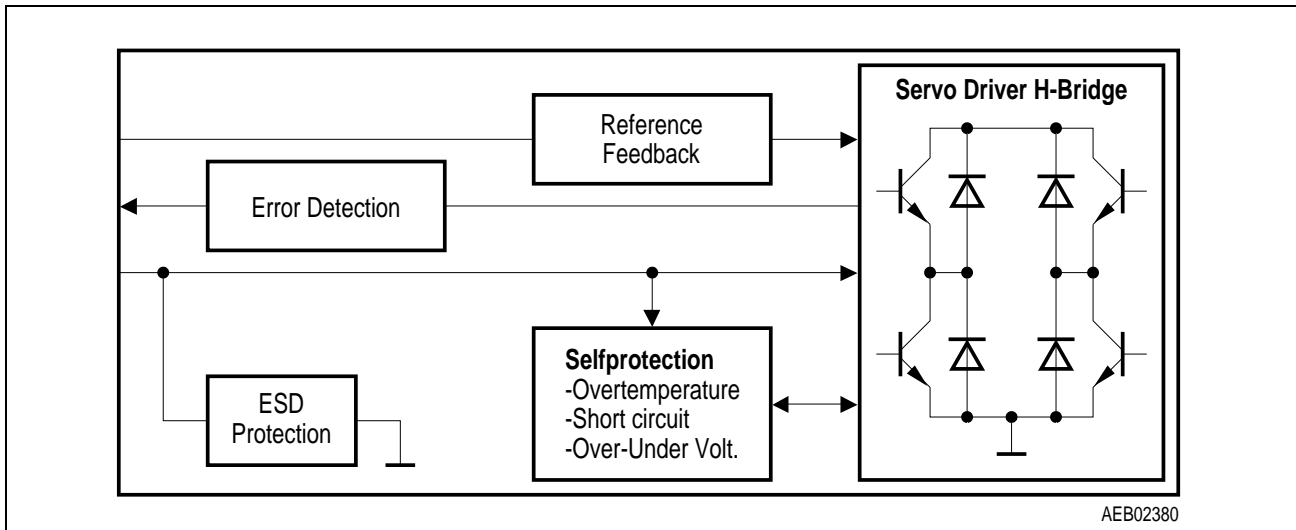 Servo Driver H-Bridge
Reference
Feedback
Error Detection
Selfprotection
-Overtemperature
-Short circuit
-Over-Under Volt.
ESD
Protection
AEB02380